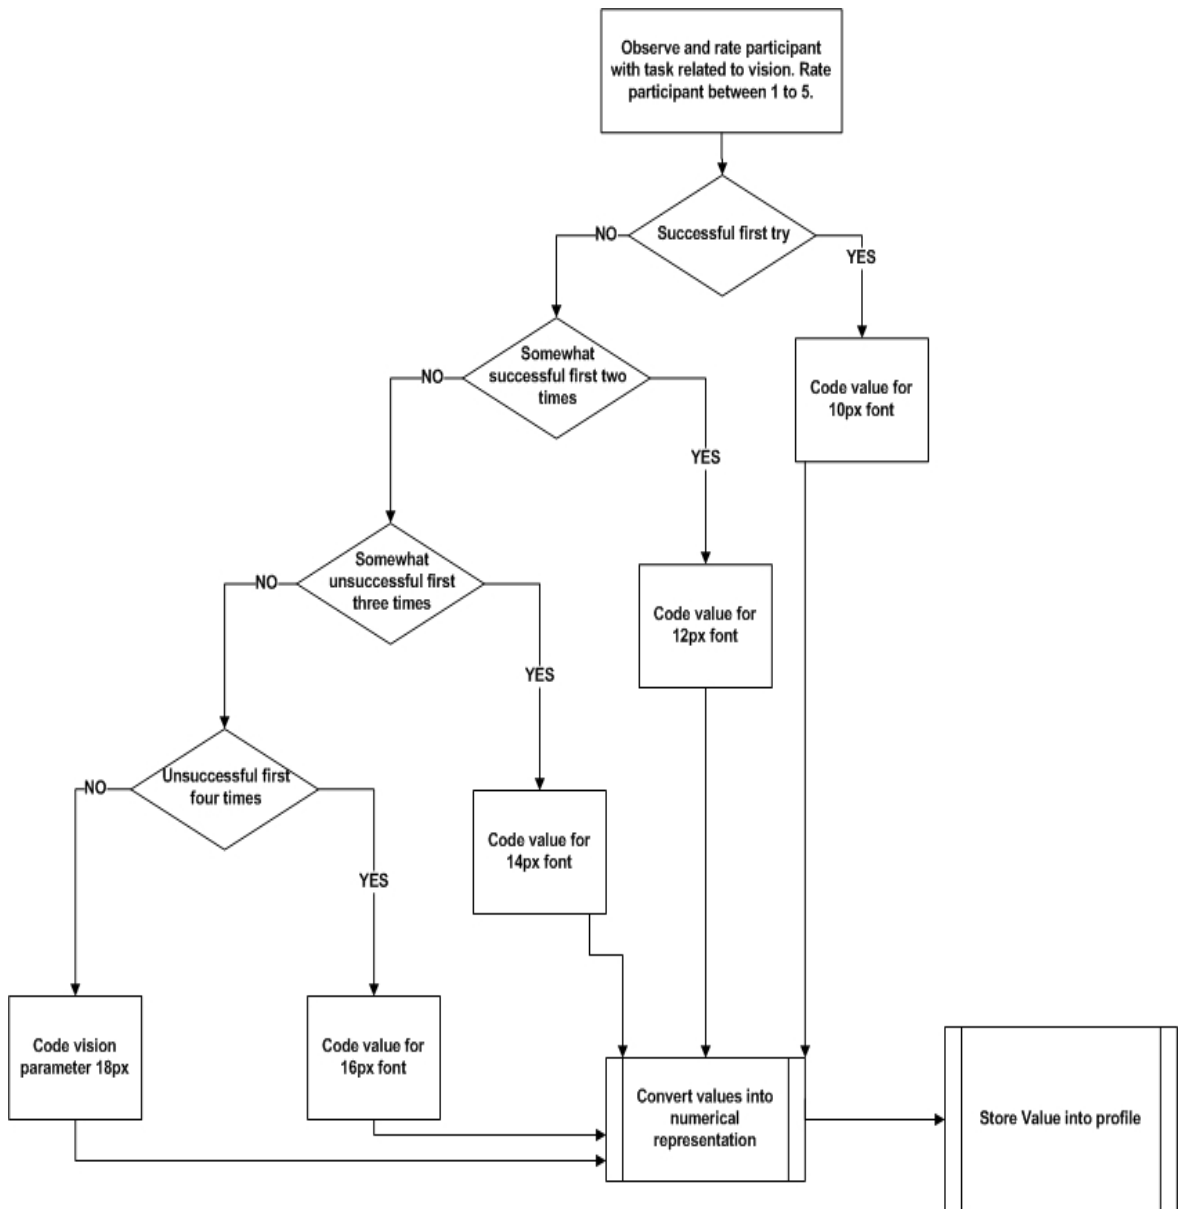 Observe and rate participant
with task related to vision. Rate
participant between 1 to 5.
NO
Successful first try
YES
Somewhat
successful first two
times
NO
Code value for
10px font
YES
Somewhat
unsuccessful first
three times
NO
Code value for
12px font
YES
Unsuccessful first
four times
NO
Code value for
14px font
YES
Code vision
parameter 18px
Code value for
16px font
Convert values into
numerical
representation
Store Value into profile